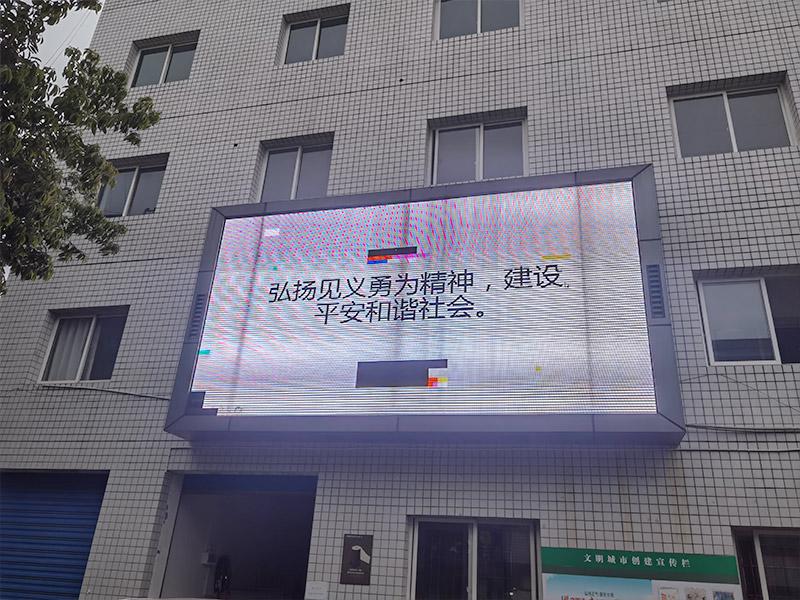 弘扬见义勇为精神，建设
平安和谐社会。
文明城市创建宣传栏